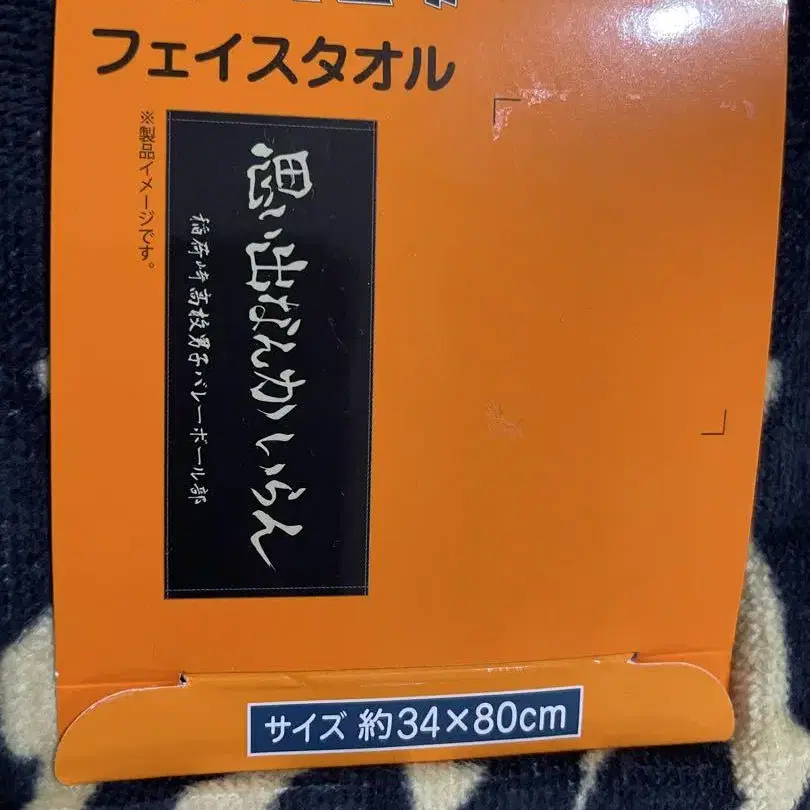 フェイスタオル
※製品イメージです。
思い出なんかいらん
稲荷崎高校男子バレーボール部
サイズ 約34×80cm